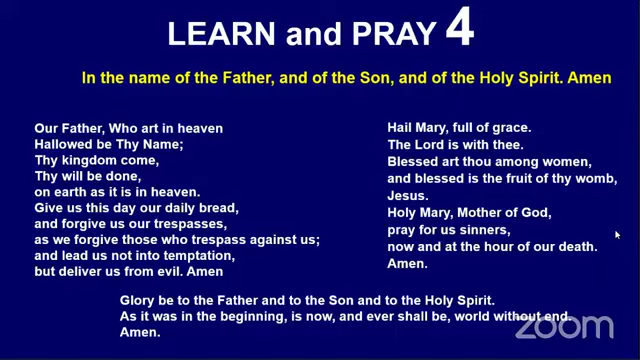 LEARN and PRAY 4
In the name of the Father, and of the Son, and of the Holy Spirit. Amen
Our Father, Who art in heaven
Hallowed be Thy Name;
Thy kingdom come,
Thy will be done,
on earth as it is in heaven.
Give us this day our daily bread,
and forgive us our trespasses,
as we forgive those who trespass against us;
and lead us not into temptation,
but deliver us from evil. Amen
Hail Mary, full of grace.
The Lord is with thee.
Blessed art thou among women,
and blessed is the fruit of thy womb,
Jesus.
Holy Mary, Mother of God,
pray for us sinners,
now and at the hour of our death.
Amen.
Glory be to the Father and to the Son and to the Holy Spirit.
As it was in the beginning, is now, and ever shall be, world without end.
Amen.
zoom